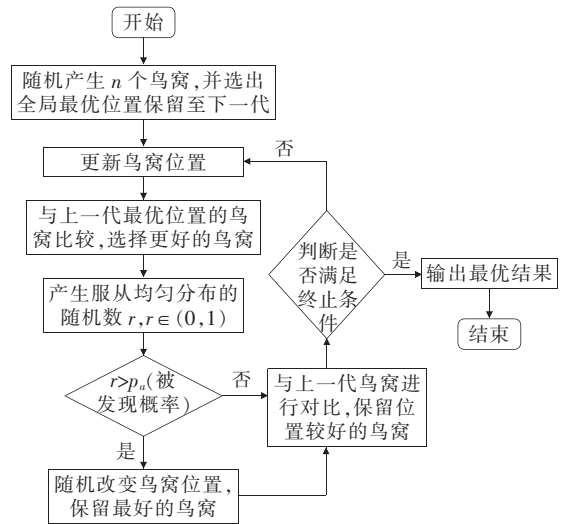 开始
随机产生 n 个鸟窝,并选出
全局最优位置保留至下一代
更新鸟窝位置
否
与上一代最优位置的鸟
窝比较,选择更好的鸟窝
判断是
否满足
终止条
件
是
输出最优结果
产生服从均匀分布的
随机数 r,r∈(0,1)
结束
r>pa(被
发现概率)
否
与上一代鸟窝进
行对比,保留位
置较好的鸟窝
是
随机改变鸟窝位置,
保留最好的鸟窝